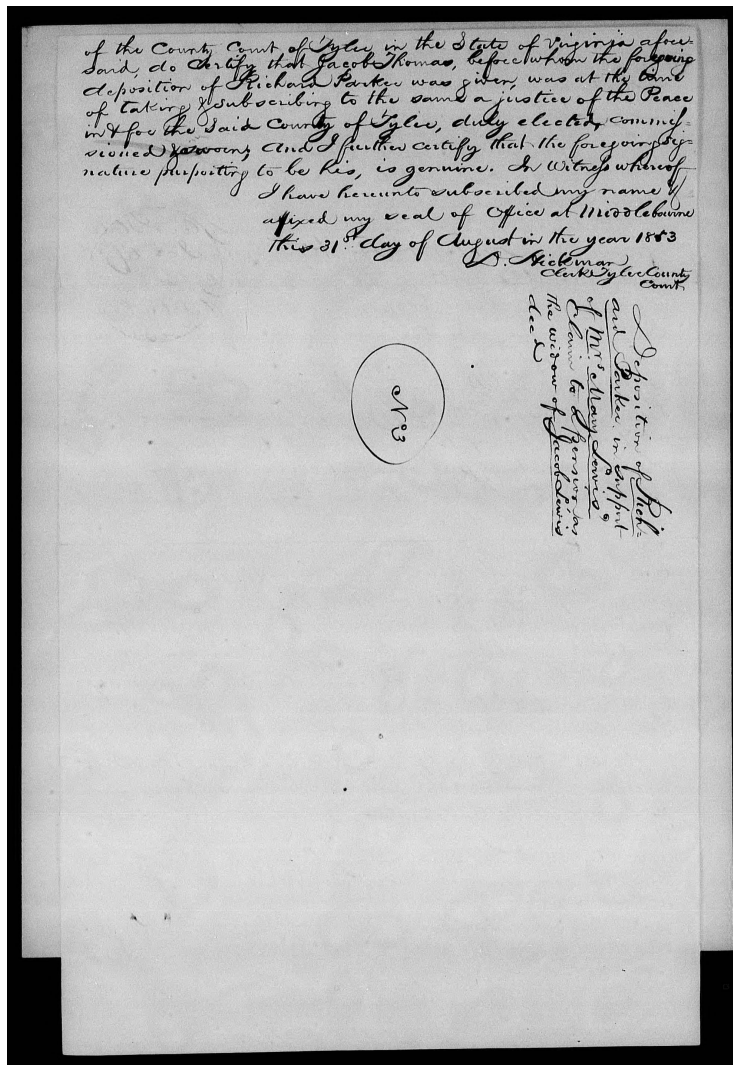 of the County Court of Tyler in the State of Virginia afore-
said, do Certify that Jacob Thomas, before whom the foregoing
deposition of Richard Parker was given, was at the time
of taking & subscribing to the same a justice of the Peace
in & for the said County of Tyler, duly elected, commis-
sioned & sworn, and I further certify that the foregoing sig-
nature purporting to be his, is genuine. In Witness whereof
I have hereunto subscribed my name &
affixed my seal of Office at Middlebourne
this 31st day of August in the year 1853
D. Hickman
Clerk Tyler County
Court
Deposition of Rich-
ard Parker in support
of Mrs Mary Lewis'
Claim to a Pension, as
the widow of Jacob Lewis
decd
No 3